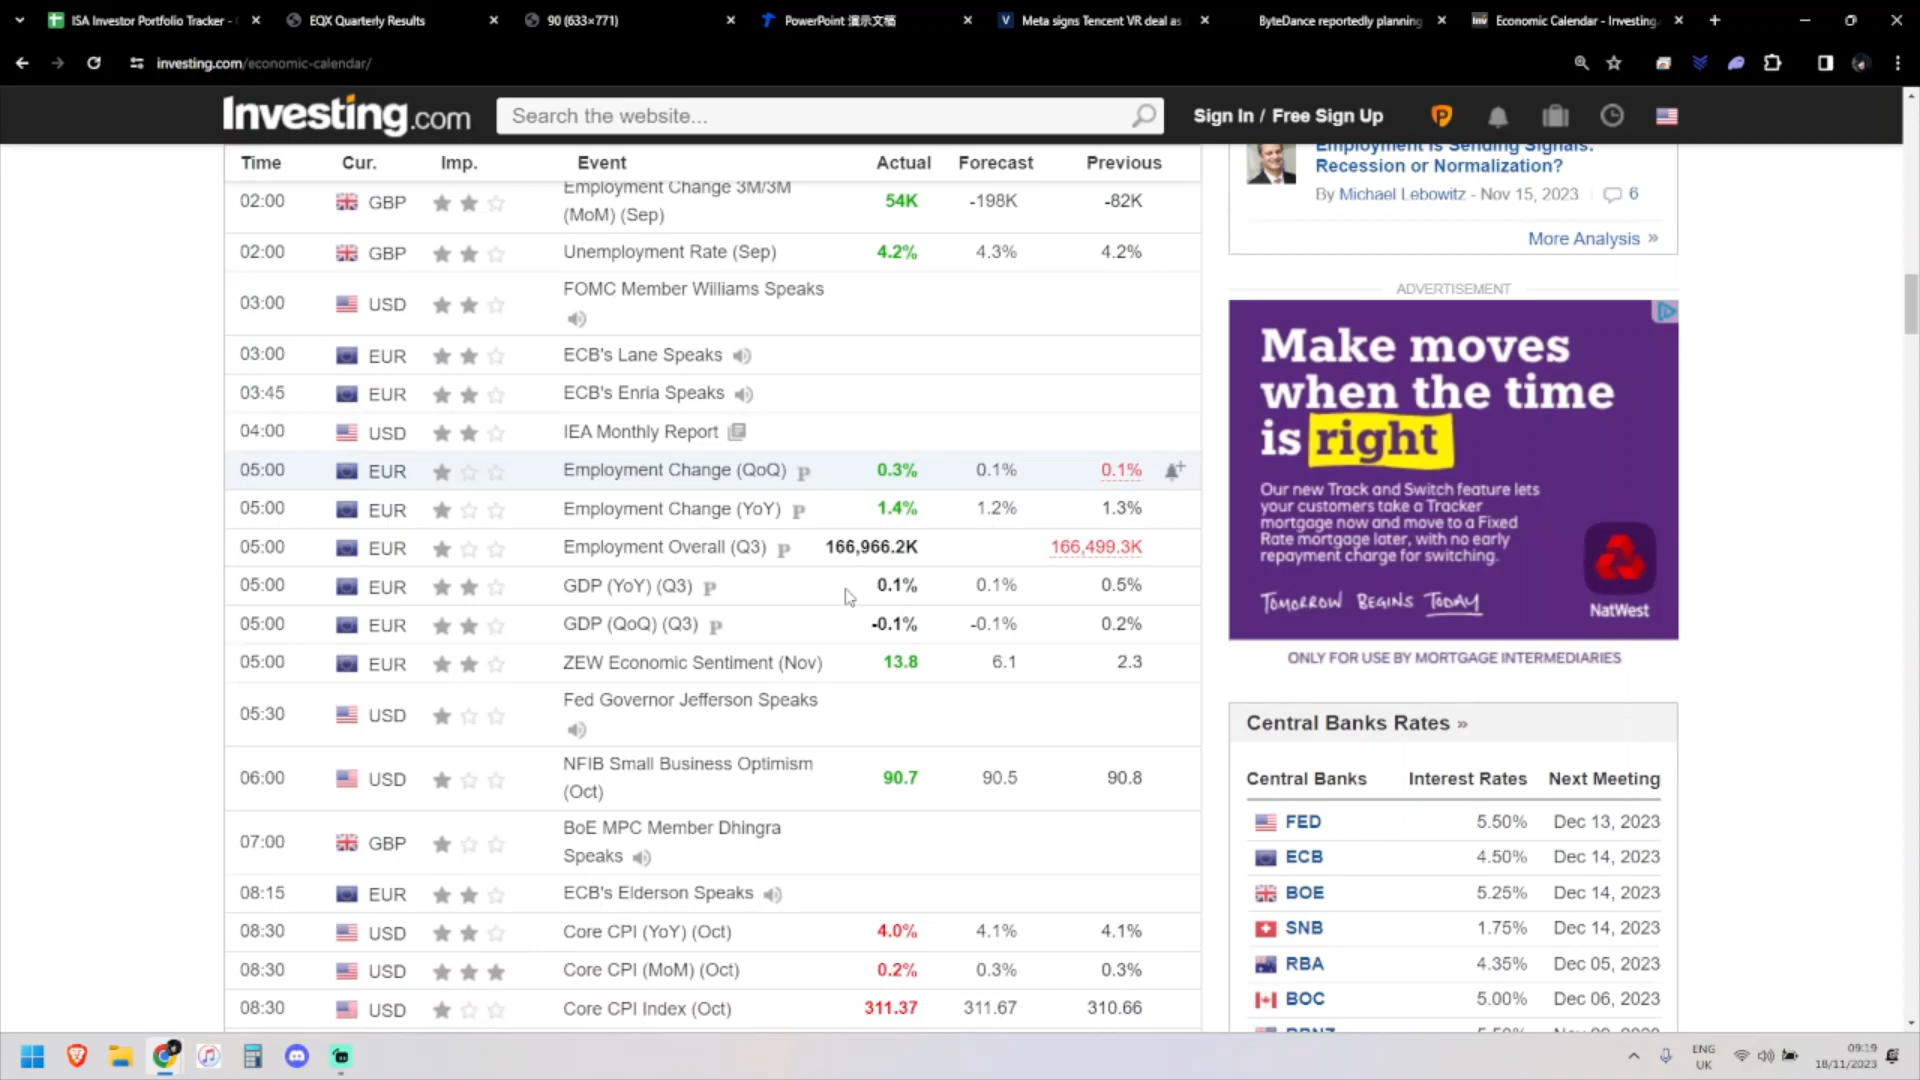 ISA Investor Portfolio Tracker -
EQX Quarterly Results
90 (633×771)
PowerPoint 演示文稿
Meta signs Tencent VR deal as
ByteDance reportedly planning
Economic Calendar - Investing
investing.com/economic-calendar/
Investing.com
Search the website...
Sign In / Free Sign Up
Time Cur. Imp. Event Actual Forecast Previous
02:00 GBP Employment Change 3M/3M (MoM) (Sep) 54K -198K -82K
02:00 GBP Unemployment Rate (Sep) 4.2% 4.3% 4.2%
03:00 USD FOMC Member Williams Speaks
03:00 EUR ECB's Lane Speaks
03:45 EUR ECB's Enria Speaks
04:00 USD IEA Monthly Report
05:00 EUR Employment Change (QoQ) P 0.3% 0.1% 0.1%
05:00 EUR Employment Change (YoY) P 1.4% 1.2% 1.3%
05:00 EUR Employment Overall (Q3) P 166,966.2K 166,499.3K
05:00 EUR GDP (YoY) (Q3) P 0.1% 0.1% 0.5%
05:00 EUR GDP (QoQ) (Q3) P -0.1% -0.1% 0.2%
05:00 EUR ZEW Economic Sentiment (Nov) 13.8 6.1 2.3
05:30 USD Fed Governor Jefferson Speaks
06:00 USD NFIB Small Business Optimism (Oct) 90.7 90.5 90.8
07:00 GBP BoE MPC Member Dhingra Speaks
08:15 EUR ECB's Elderson Speaks
08:30 USD Core CPI (YoY) (Oct) 4.0% 4.1% 4.1%
08:30 USD Core CPI (MoM) (Oct) 0.2% 0.3% 0.3%
08:30 USD Core CPI Index (Oct) 311.37 311.67 310.66
Employment Is Sending Signals:
Recession or Normalization?
By Michael Lebowitz - Nov 15, 2023 6
More Analysis »
ADVERTISEMENT
Make moves
when the time
is right
Our new Track and Switch feature lets
your customers take a Tracker
mortgage now and move to a Fixed
Rate mortgage later, with no early
repayment charge for switching.
TOMORROW BEGINS TODAY
NatWest
ONLY FOR USE BY MORTGAGE INTERMEDIARIES
Central Banks Rates »
Central Banks Interest Rates Next Meeting
FED 5.50% Dec 13, 2023
ECB 4.50% Dec 14, 2023
BOE 5.25% Dec 14, 2023
SNB 1.75% Dec 14, 2023
RBA 4.35% Dec 05, 2023
BOC 5.00% Dec 06, 2023
ENG
UK
09:19
18/11/2023